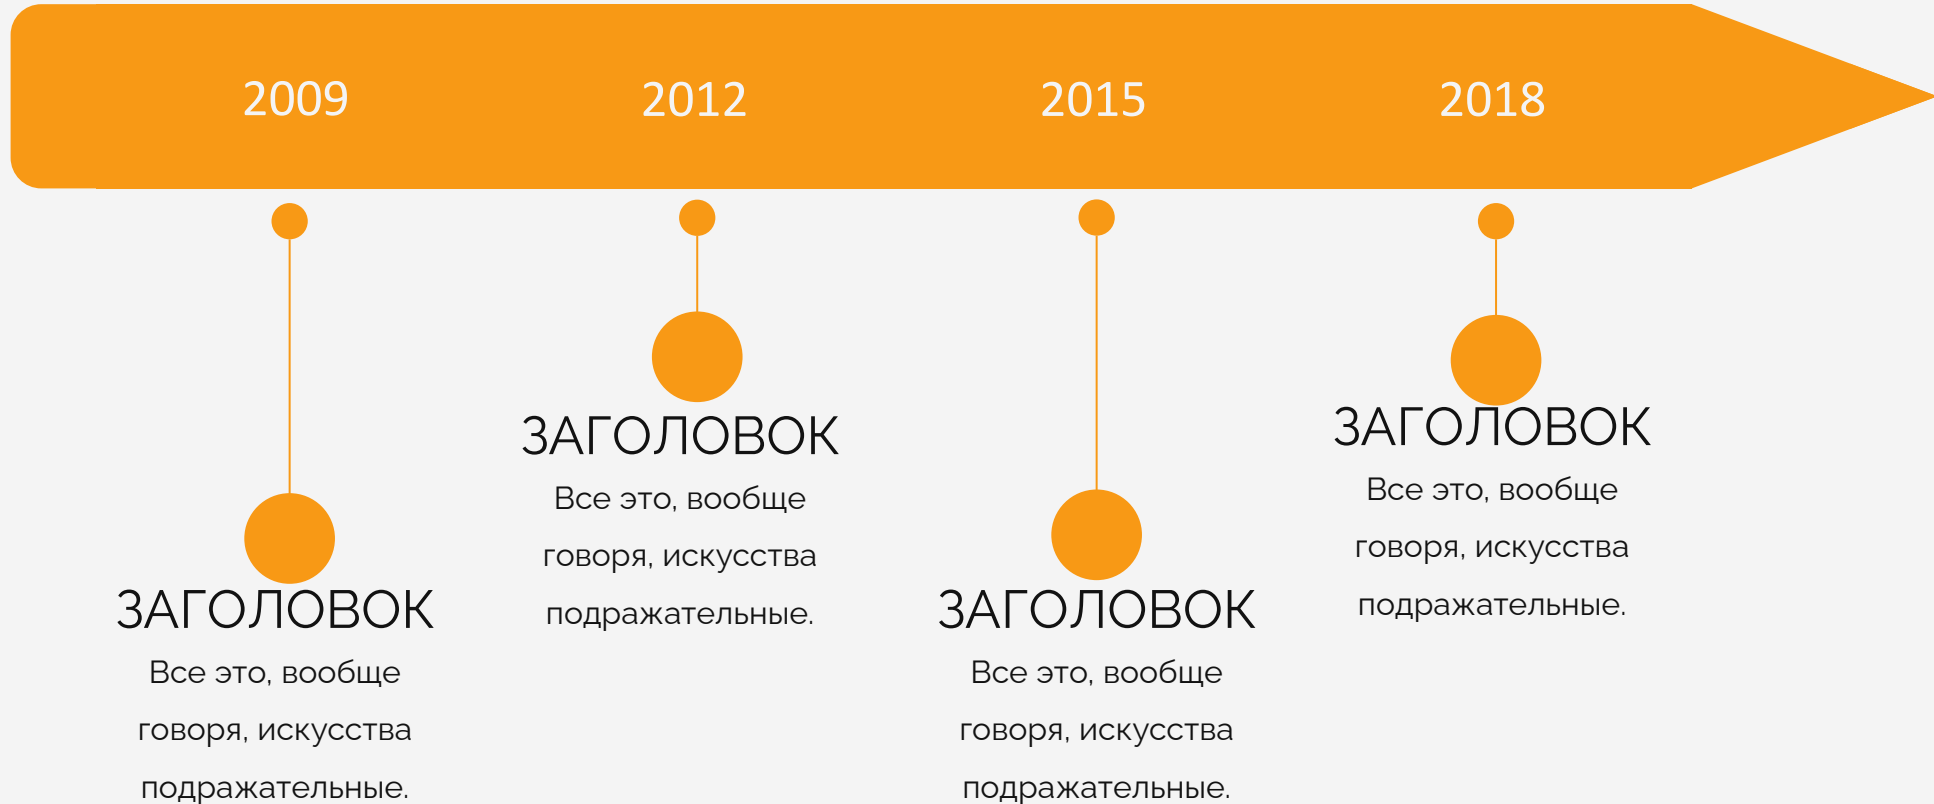 2009
2012
2015
2018
ЗАГОЛОВОК
Все это, вообще
говоря, искусства
подражательные.
ЗАГОЛОВОК
Все это, вообще
говоря, искусства
подражательные.
ЗАГОЛОВОК
Все это, вообще
говоря, искусства
подражательные.
ЗАГОЛОВОК
Все это, вообще
говоря, искусства
подражательные.